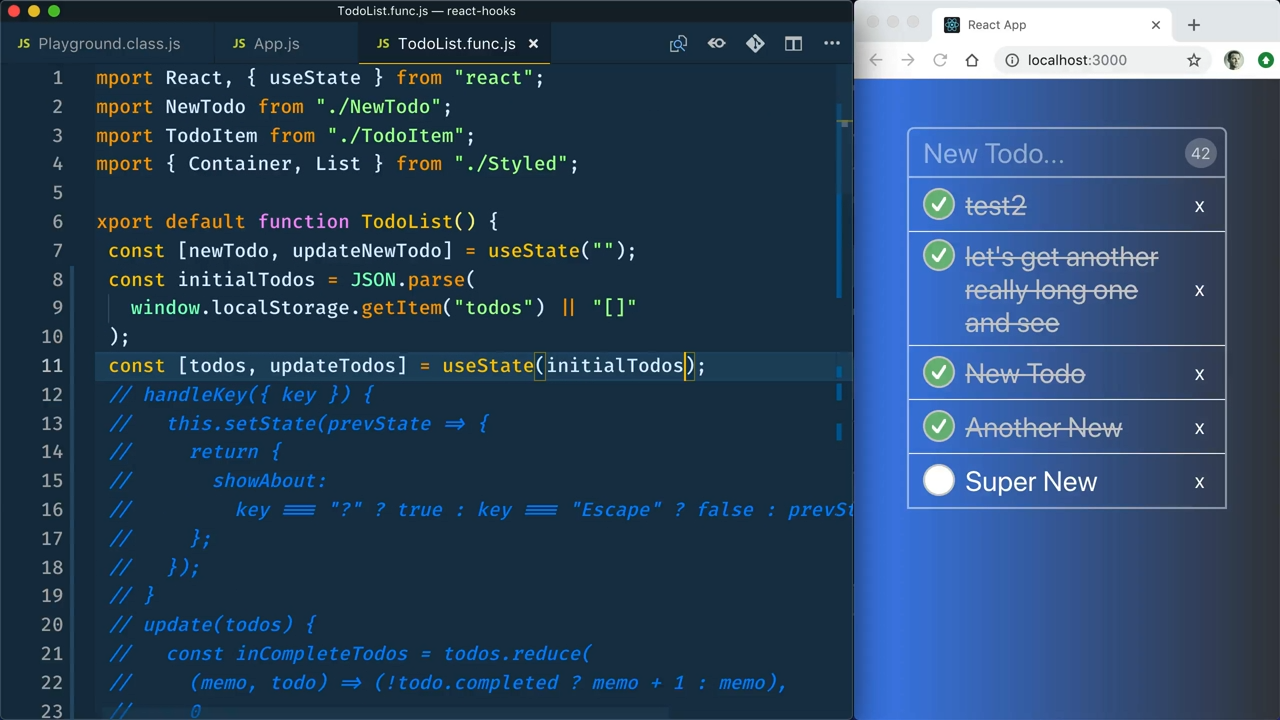 TodoList.func.js — react-hooks
JS Playground.class.js
JS App.js
JS TodoList.func.js ×
1 mport React, { useState } from "react";
2 mport NewTodo from "./NewTodo";
3 mport TodoItem from "./TodoItem";
4 mport { Container, List } from "./Styled";
5
6 xport default function TodoList() {
7 const [newTodo, updateNewTodo] = useState("");
8 const initialTodos = JSON.parse(
9 window.localStorage.getItem("todos") || "[]"
10 );
11 const [todos, updateTodos] = useState(initialTodos);
12 // handleKey({ key }) {
13 // this.setState(prevState => {
14 // return {
15 // showAbout:
16 // key === "?" ? true : key === "Escape" ? false : prevSt
17 // };
18 // });
19 // }
20 // update(todos) {
21 // const inCompleteTodos = todos.reduce(
22 // (memo, todo) => (!todo.completed ? memo + 1 : memo),
23 // 0
React App ×
localhost:3000
New Todo... 42
test2 x
let's get another
really long one x
and see
New Todo x
Another New x
Super New x